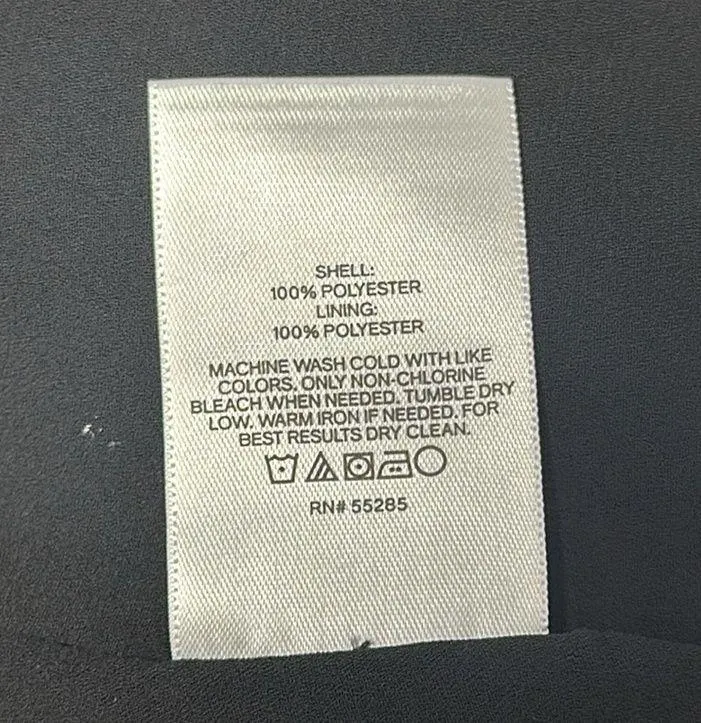 SHELL:
100% POLYESTER
LINING:
100% POLYESTER
MACHINE WASH COLD WITH LIKE
COLORS. ONLY NON-CHLORINE
BLEACH WHEN NEEDED. TUMBLE DRY
LOW. WARM IRON IF NEEDED. FOR
BEST RESULTS DRY CLEAN.
RN# 55285